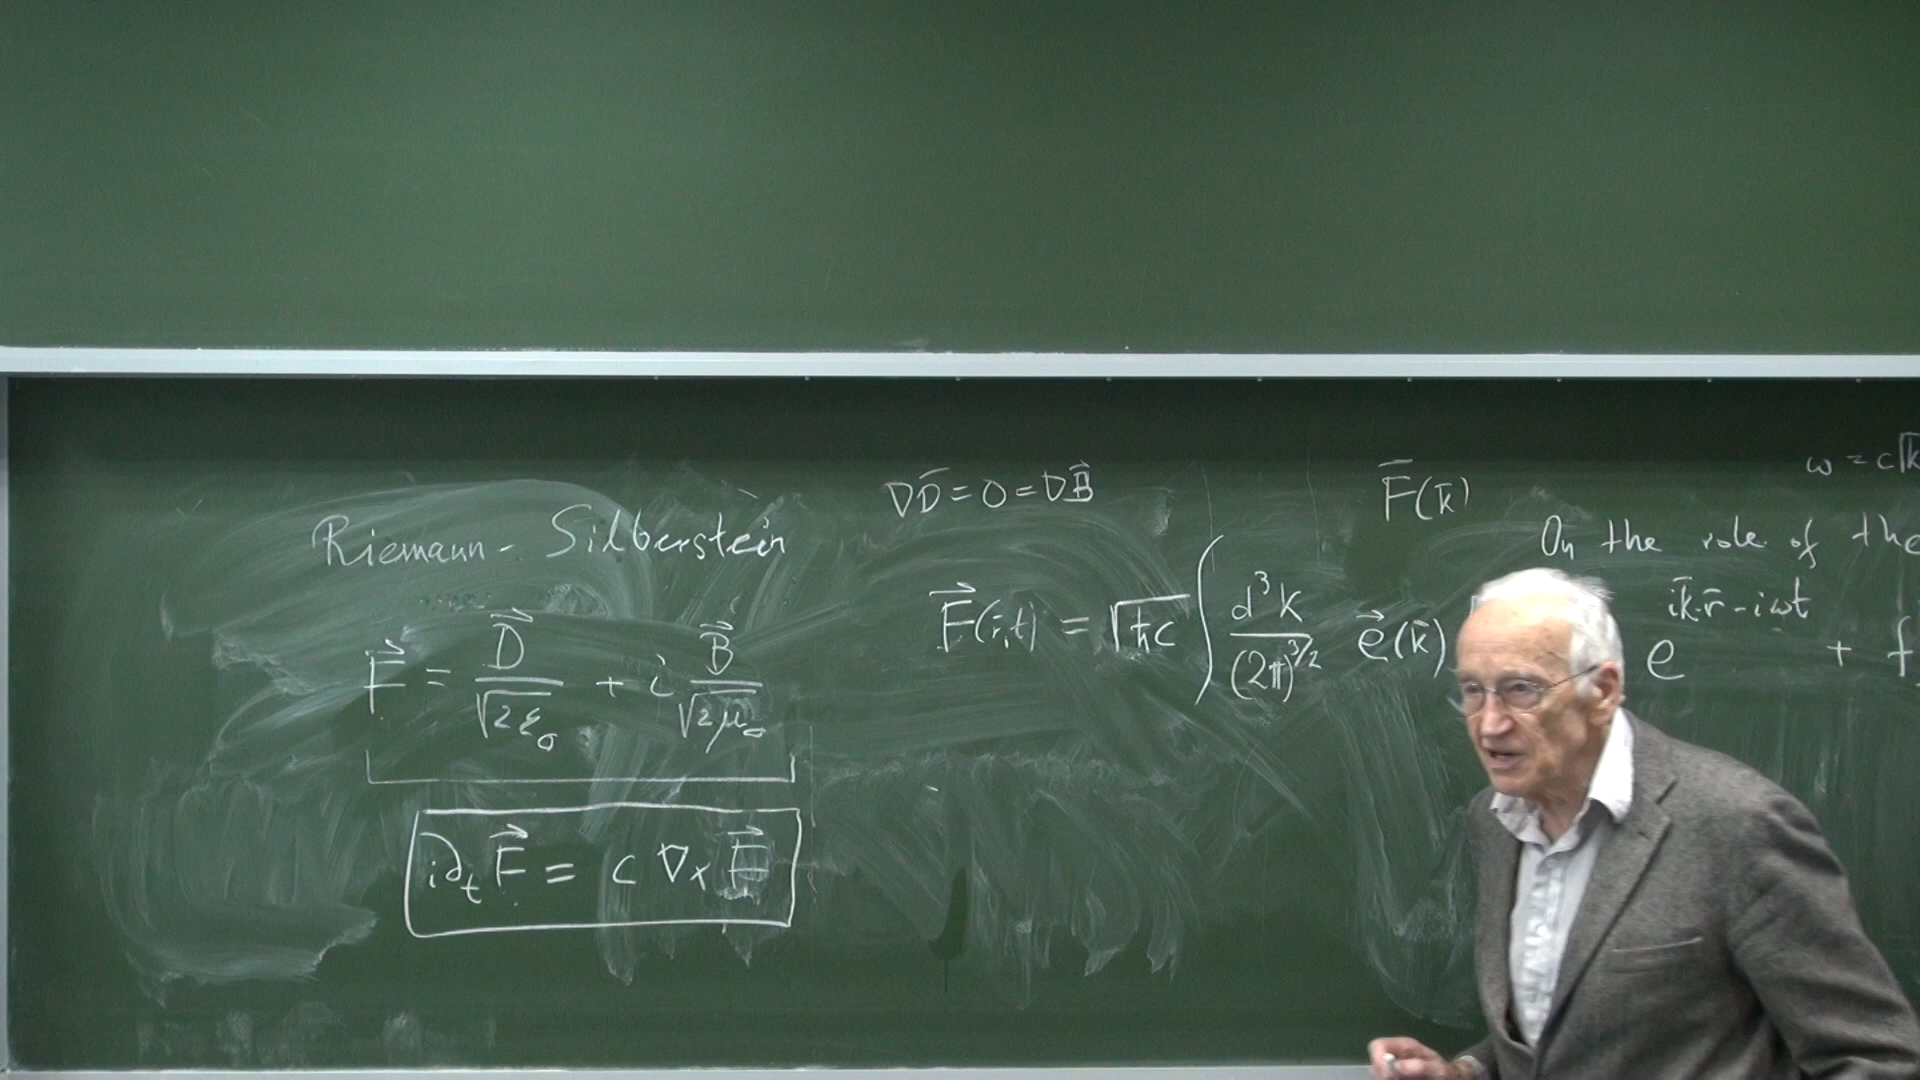 Riemann - Silberstein
F⃗ = D⃗/√(2ε₀) + i B⃗/√(2μ₀)
i∂ₜF⃗ = c ∇×F⃗
∇D̄ = 0 = ∇B⃗
F̄(k̄)
ω = c|k
On the role of the
F⃗(r̄,t) = √(ħc) ∫ d³k/(2π)^(3/2) e⃗(k̄) e^(ik̄·r̄-iωt) + f